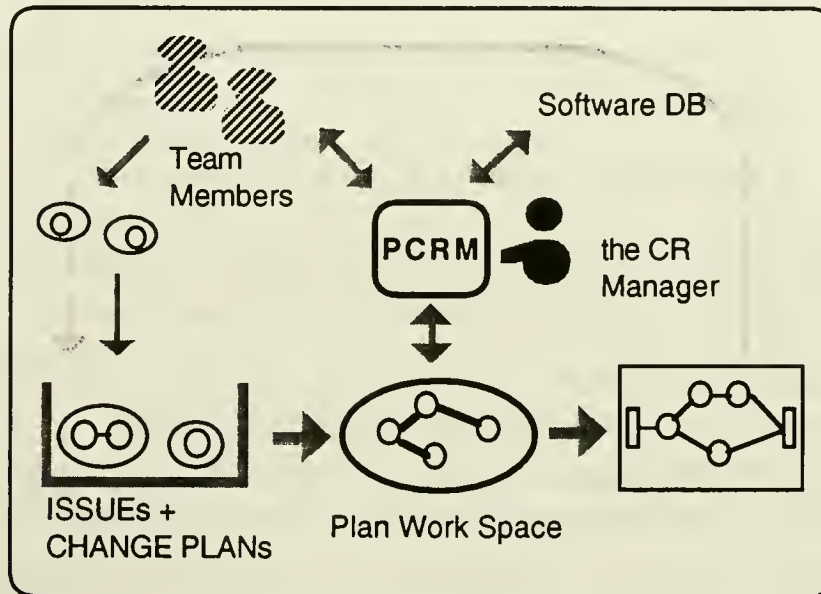 Software DB
Team
Members
PCRM
the CR
Manager
ISSUEs +
CHANGE PLANs
Plan Work Space